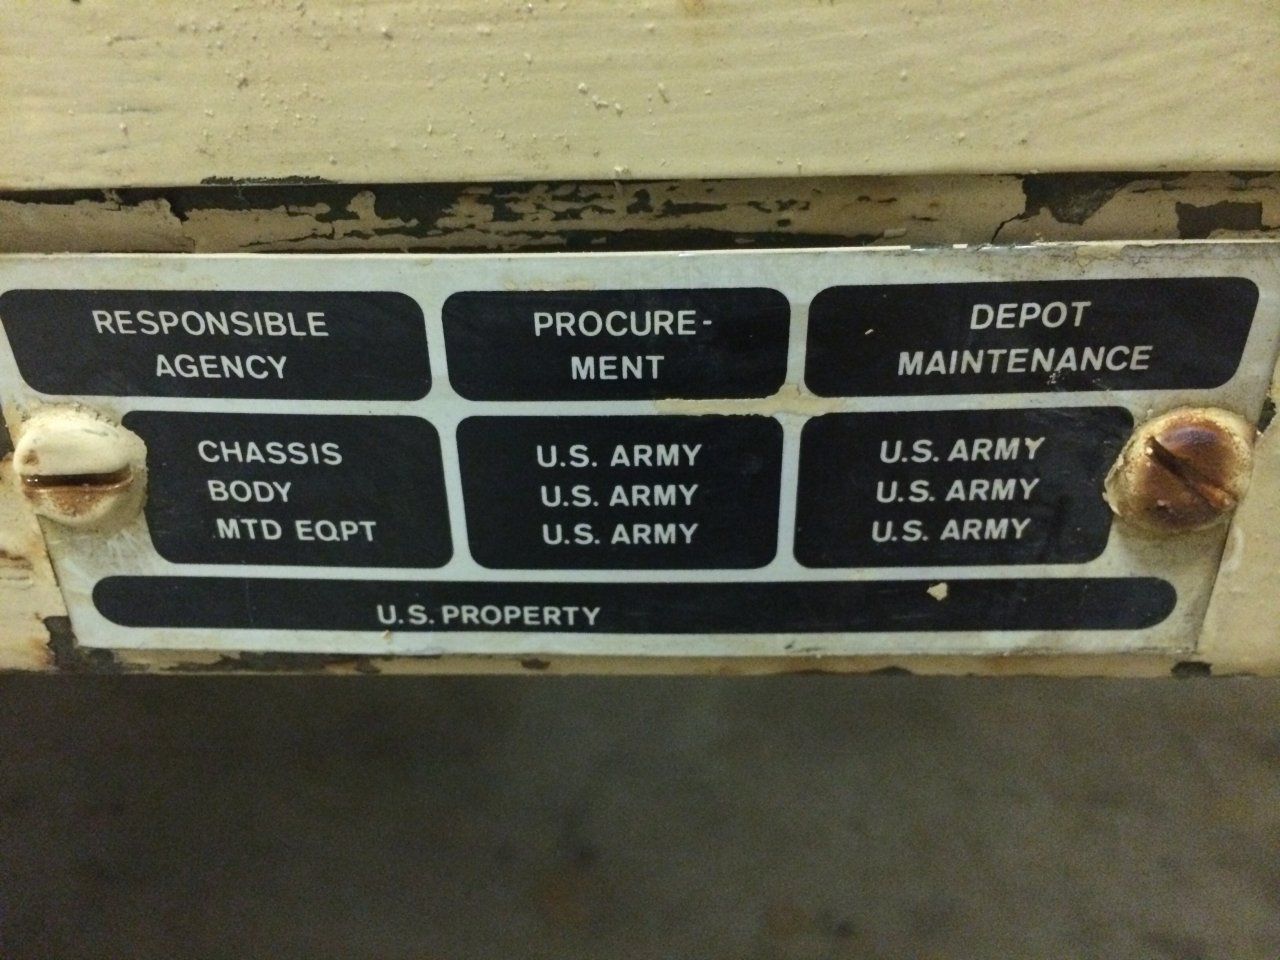 RESPONSIBLE
AGENCY
PROCURE-
MENT
DEPOT
MAINTENANCE
CHASSIS
BODY
MTD EQPT
U.S. ARMY
U.S. ARMY
U.S. ARMY
U.S. ARMY
U.S. ARMY
U.S. ARMY
U.S. PROPERTY